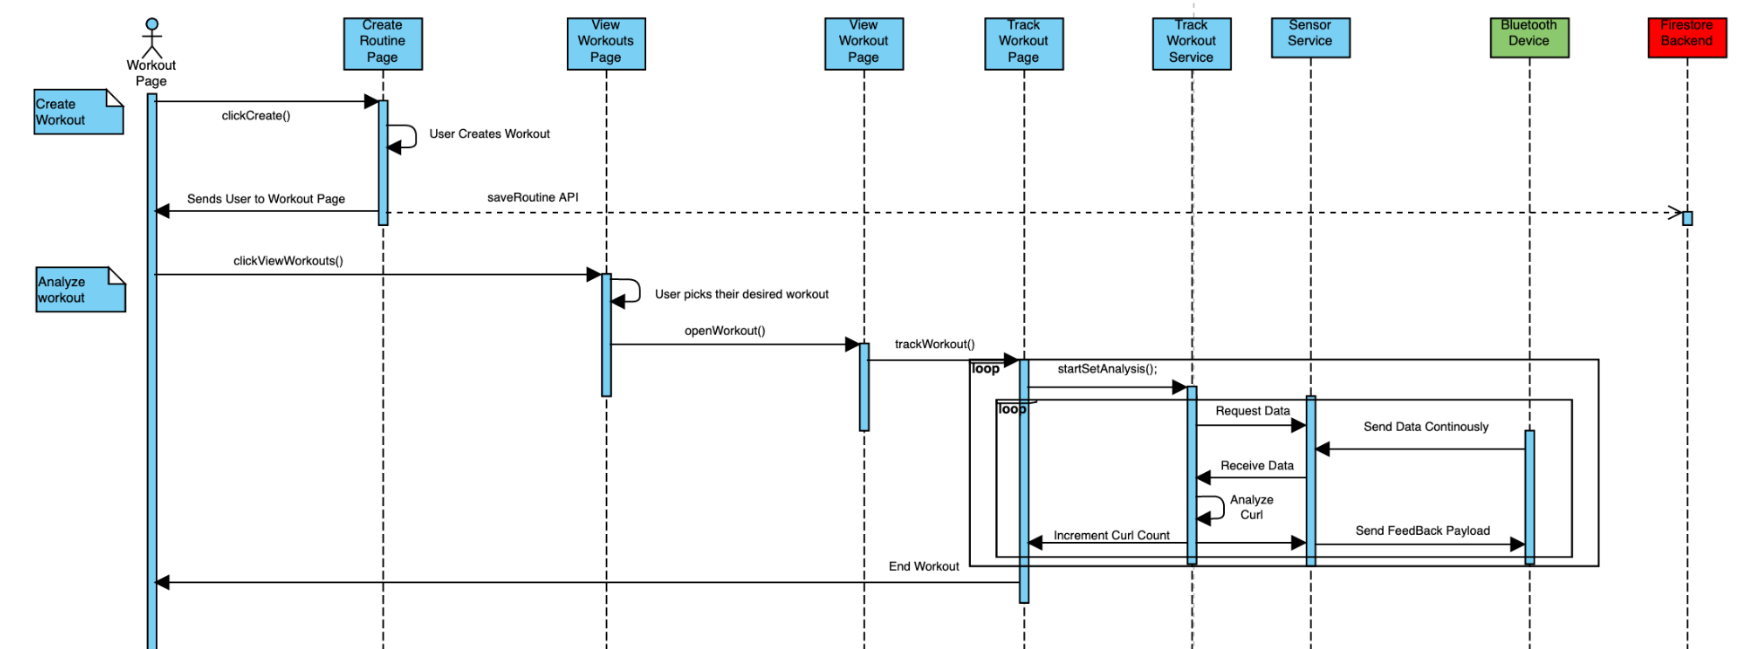 Workout
Page
Create
Routine
Page
View
Workouts
Page
View
Workout
Page
Track
Workout
Page
Track
Workout
Service
Sensor
Service
Bluetooth
Device
Firestore
Backend
Create
Workout
clickCreate()
User Creates Workout
Sends User to Workout Page
saveRoutine API
Analyze
workout
clickViewWorkouts()
User picks their desired workout
openWorkout()
trackWorkout()
loop
startSetAnalysis();
loop
Request Data
Send Data Continously
Receive Data
Analyze
Curl
Increment Curl Count
Send FeedBack Payload
End Workout